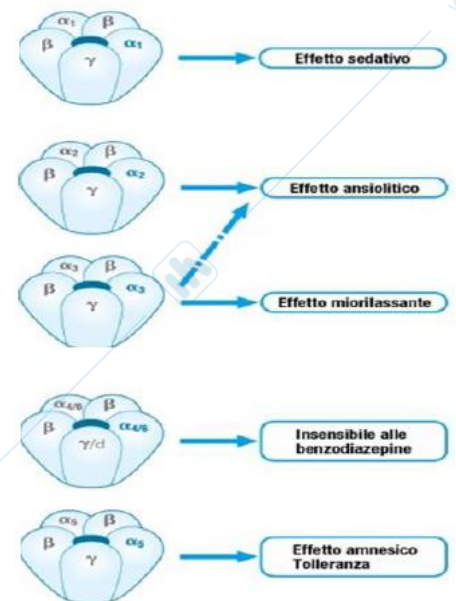 α1 β
β α1
γ
Effetto sedativo
α2 β
β α2
γ
Effetto ansiolitico
α3 β
β α3
γ
Effetto miorilassante
α4/6 β
β α4/6
γ/d
Insensibile alle
benzodiazepine
α5 β
β α5
γ
Effetto amnesico
Tolleranza